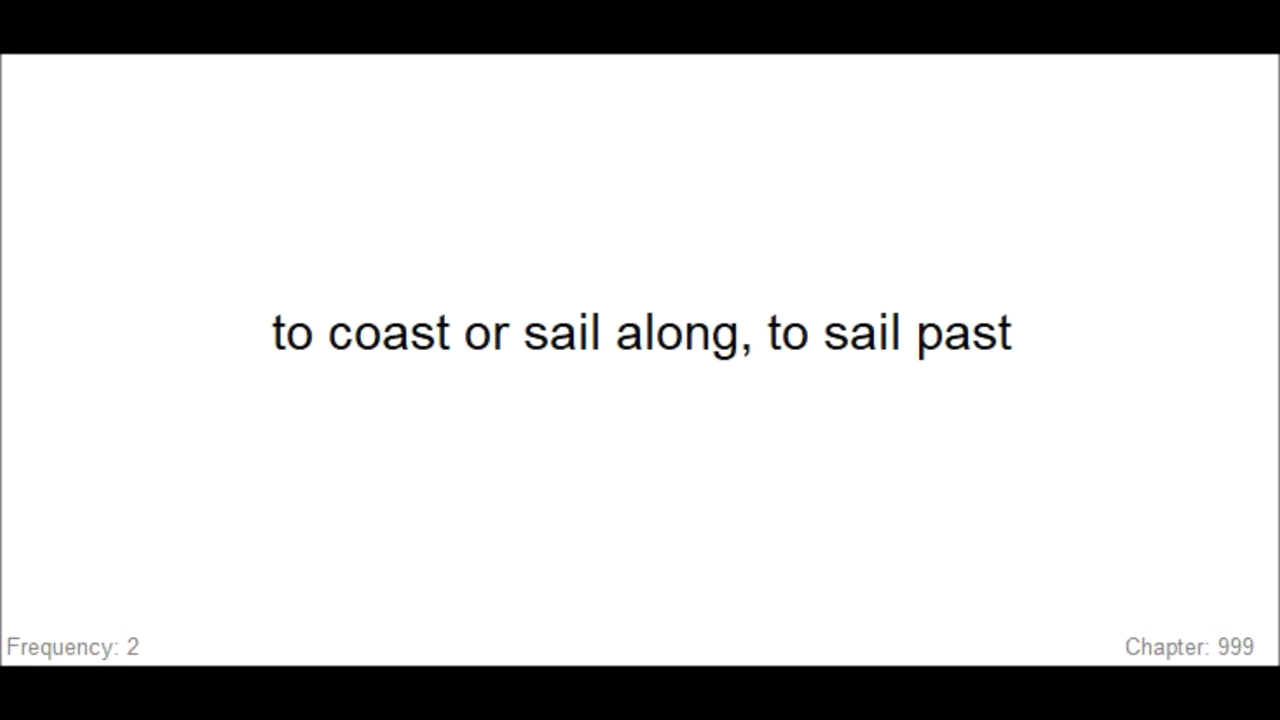 to coast or sail along, to sail past
Frequency: 2
Chapter: 999